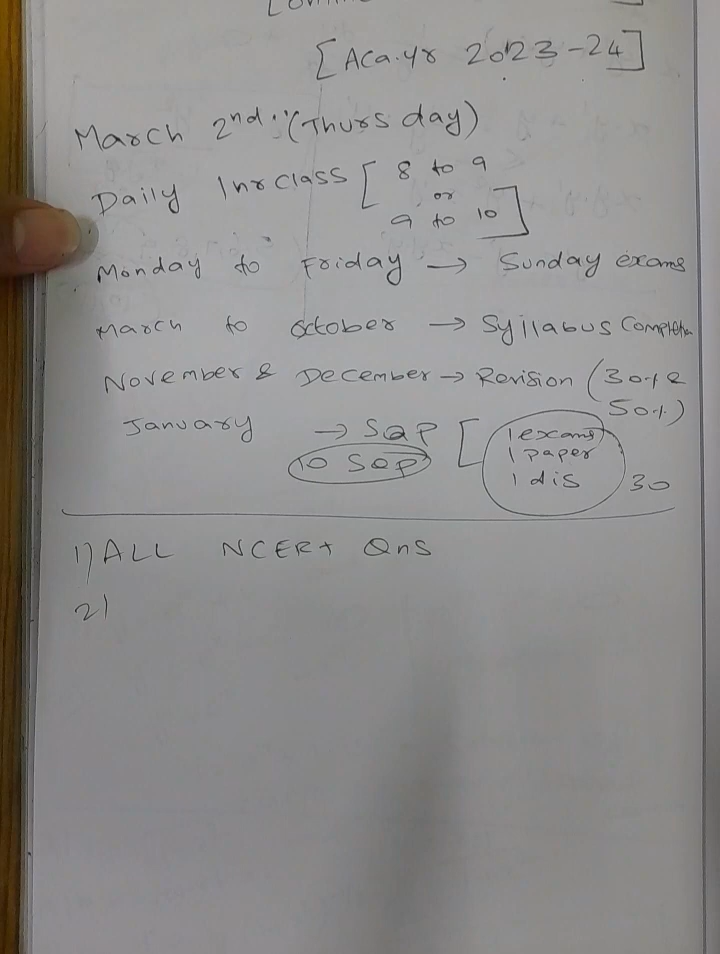 [Aca.yr 2023-24]
March 2nd: (Thursday)
Daily 1hr class [8 to 9
or
9 to 10]
Monday to Friday → Sunday exams
March to October → Syllabus Completion
November & December → Revision (30% &
50%)
January → SQP [1 exams
10 SQP 1 paper
1 dis 30
1) ALL NCERT Qns
2)